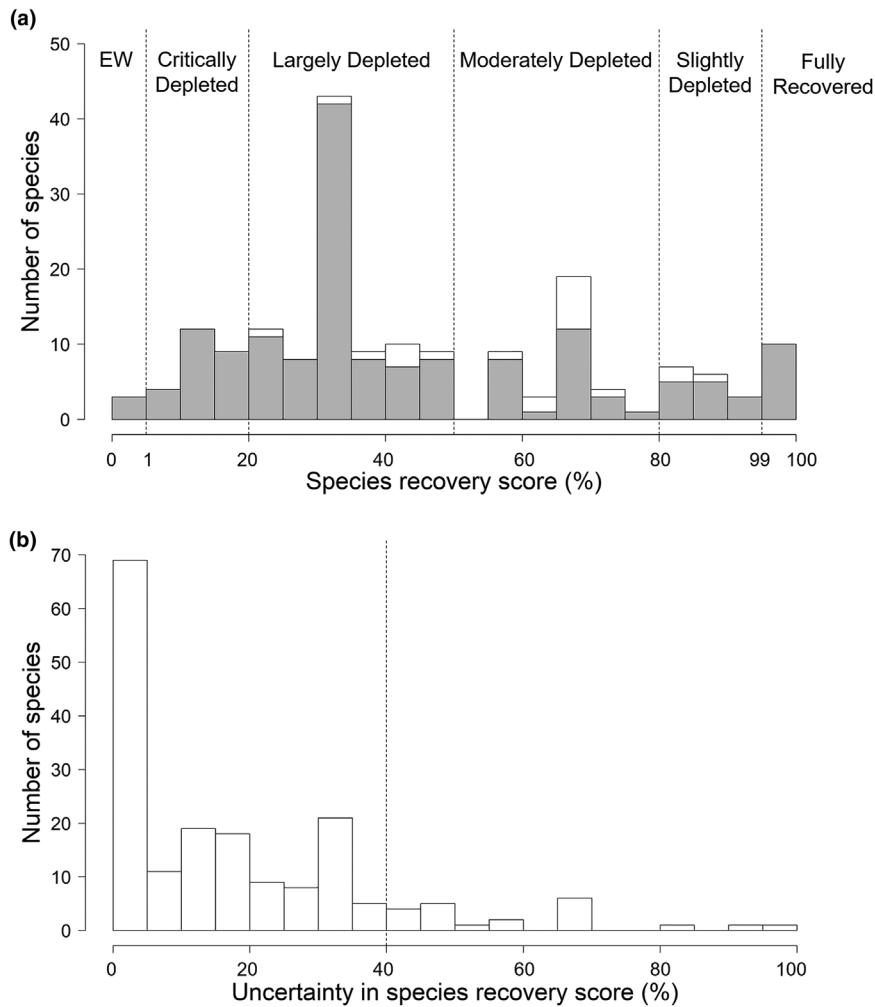 (a)
50
40
30
20
10
0
Number of species
EW
Critically
Depleted
Largely Depleted
Moderately Depleted
Slightly
Depleted
Fully
Recovered
0 1 20 40 60 80 99 100
Species recovery score (%)
(b)
70
60
50
40
30
20
10
0
Number of species
0 20 40 60 80 100
Uncertainty in species recovery score (%)